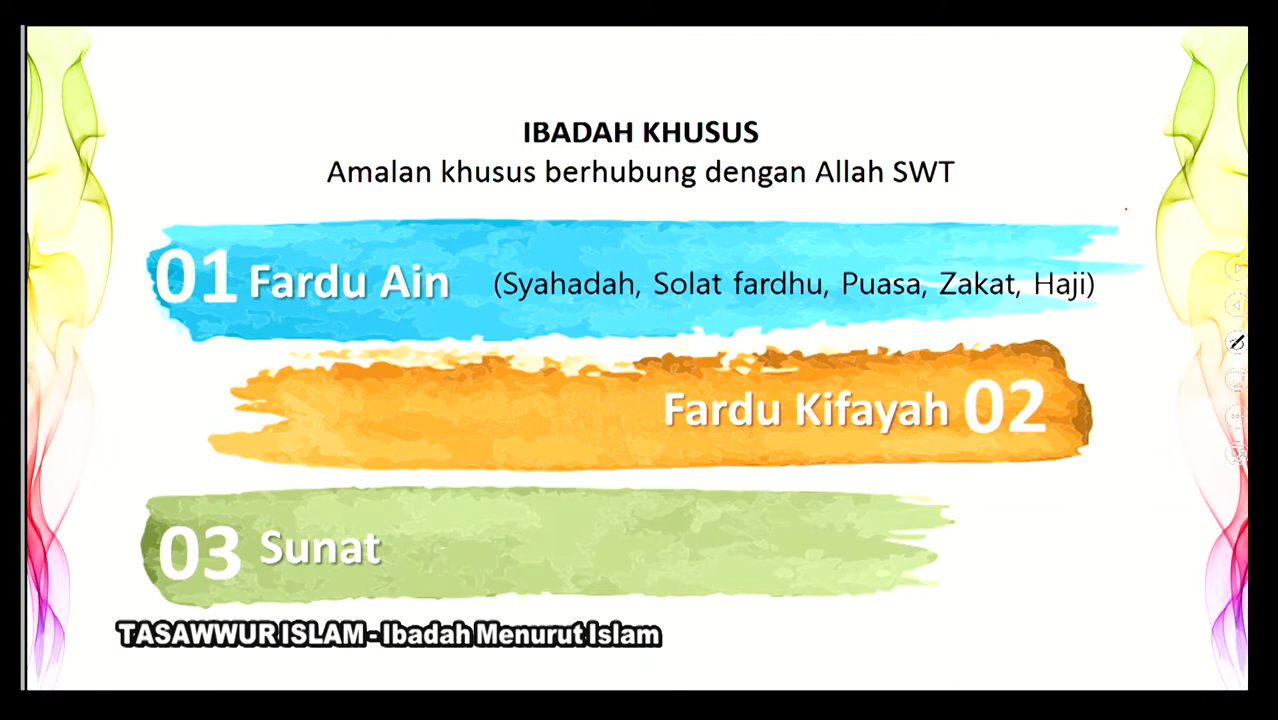 IBADAH KHUSUS
Amalan khusus berhubung dengan Allah SWT
01 Fardu Ain (Syahadah, Solat fardhu, Puasa, Zakat, Haji)
Fardu Kifayah 02
03 Sunat
TASAWWUR ISLAM - Ibadah Menurut Islam